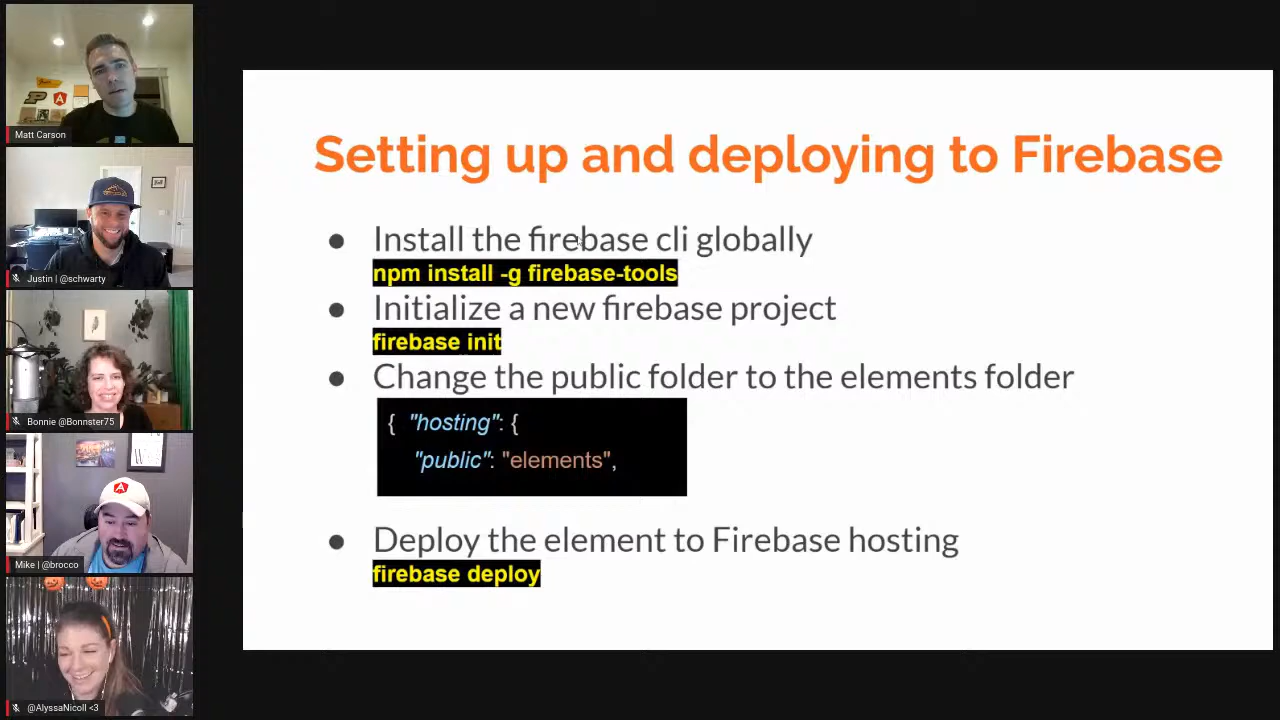 Matt Carson
Justin | @schwarty
Bonnie @Bonnster75
Mike | @brocco
@AlyssaNicoll <3
Setting up and deploying to Firebase
● Install the firebase cli globally
npm install -g firebase-tools
● Initialize a new firebase project
firebase init
● Change the public folder to the elements folder
{ "hosting": {
"public": "elements",
● Deploy the element to Firebase hosting
firebase deploy